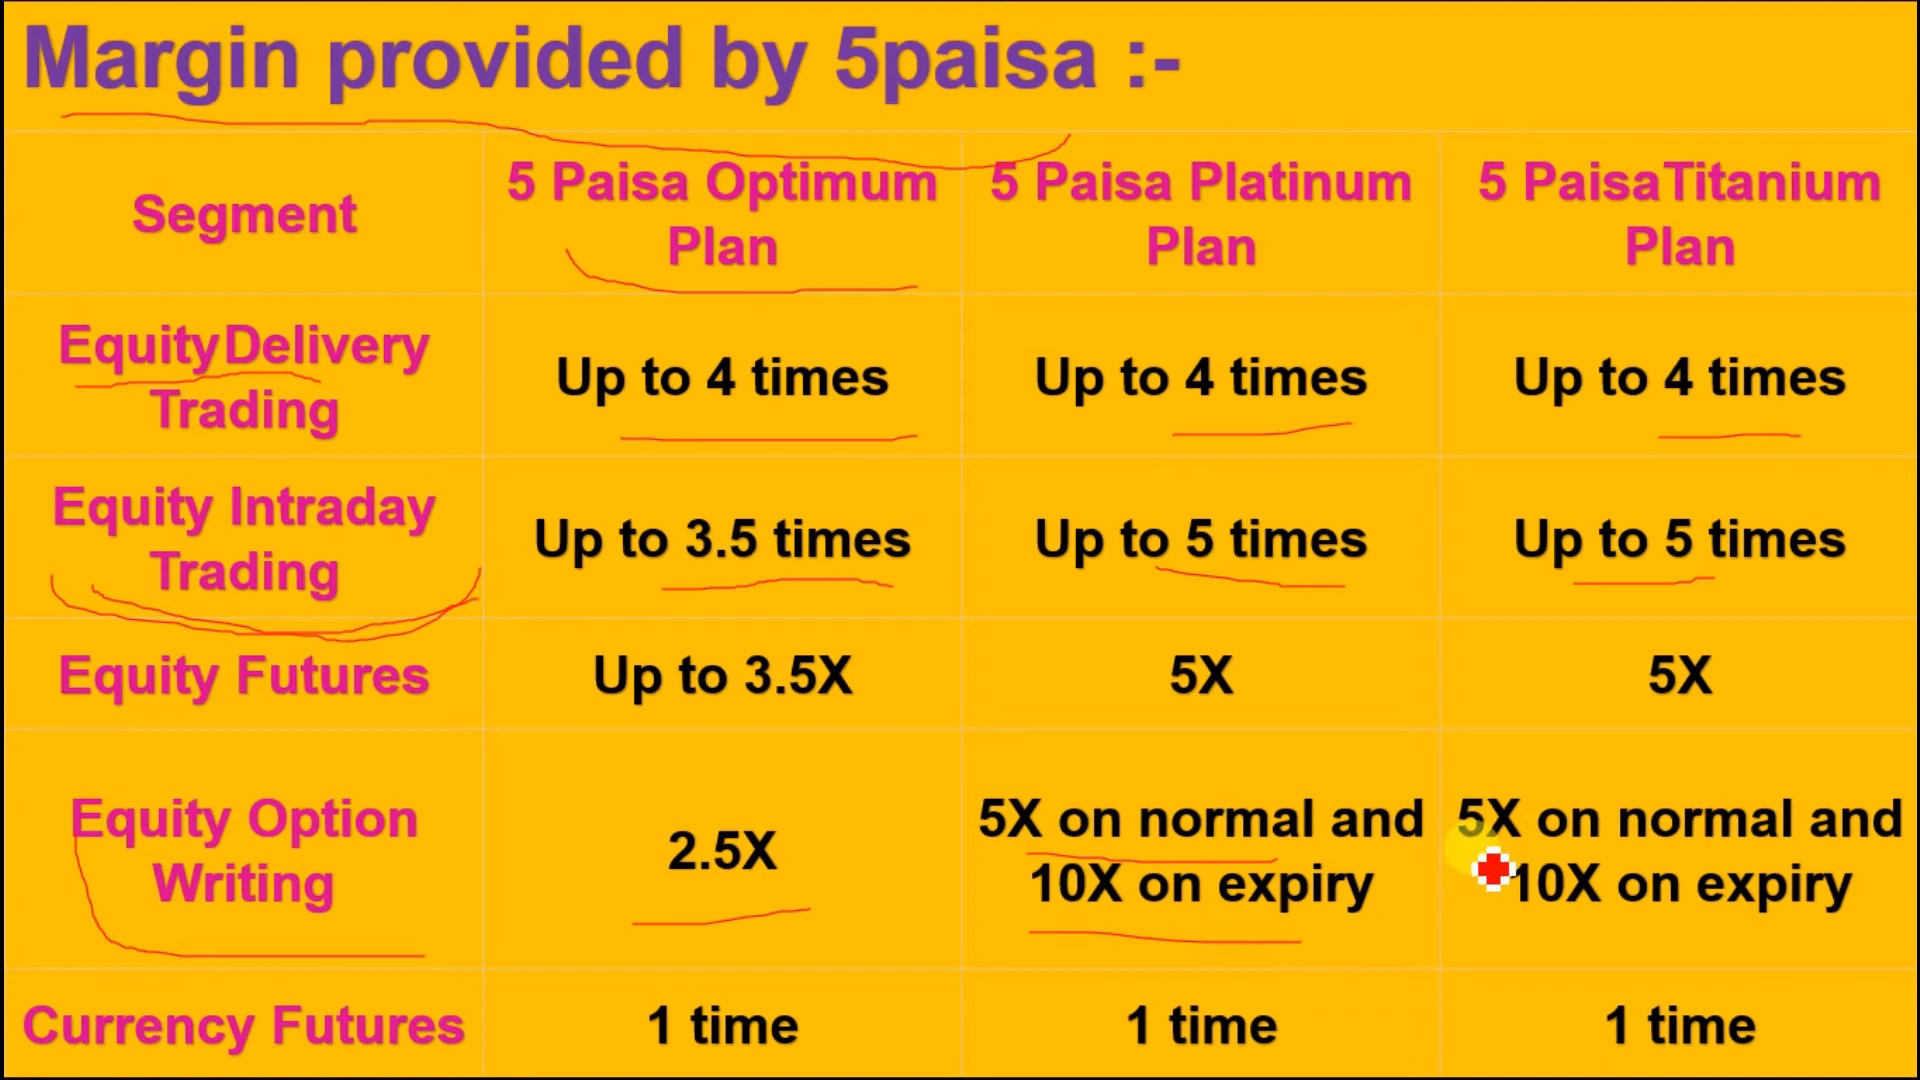 Margin provided by 5paisa :-
Segment
5 Paisa Optimum
Plan
5 Paisa Platinum
Plan
5 PaisaTitanium
Plan
EquityDelivery
Trading
Up to 4 times
Up to 4 times
Up to 4 times
Equity Intraday
Trading
Up to 3.5 times
Up to 5 times
Up to 5 times
Equity Futures
Up to 3.5X
5X
5X
Equity Option
Writing
2.5X
5X on normal and
10X on expiry
5X on normal and
10X on expiry
Currency Futures
1 time
1 time
1 time